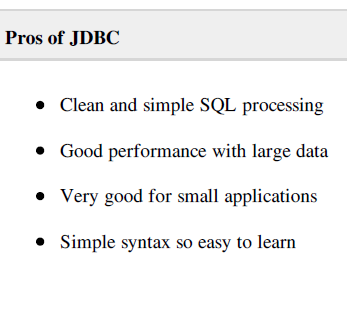 Pros of JDBC
Clean and simple SQL processing
Good performance with large data
Very good for small applications
Simple syntax so easy to learn